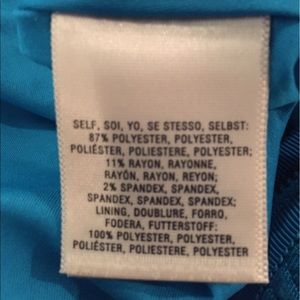 SELF, SOI, YO, SE STESSO, SELBST:
87% POLYESTER, POLYESTER,
POLIÉSTER, POLIESTERE, POLYESTER;
11% RAYON, RAYONNE,
RAYÓN, RAYON, REYON;
2% SPANDEX, SPANDEX,
SPANDEX, SPANDEX, SPANDEX;
LINING, DOUBLURE, FORRO,
FODERA, FUTTERSTOFF:
100% POLYESTER, POLYESTER,
POLIÉSTER, POLIESTERE, POLYESTER